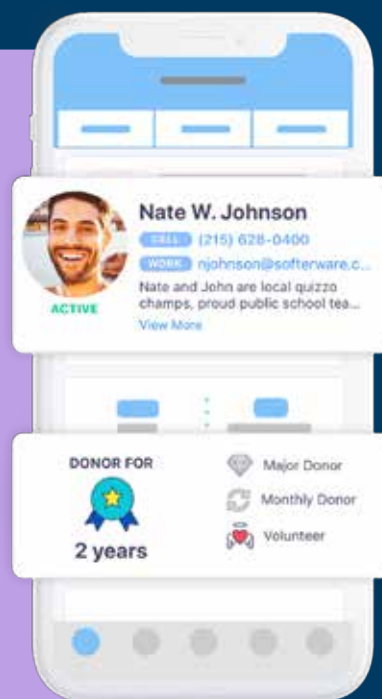 Nate W. Johnson
CELL (215) 628-0400
WORK njohnson@softerware.c...
Nate and John are local quizzo
champs, proud public school tea...
View More
ACTIVE
DONOR FOR
2 years
Major Donor
Monthly Donor
Volunteer